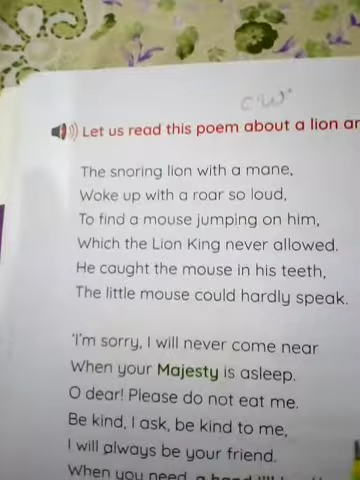 CW
Let us read this poem about a lion
The snoring lion with a mane,
Woke up with a roar so loud,
To find a mouse jumping on him,
Which the Lion King never allowed.
He caught the mouse in his teeth,
The little mouse could hardly speak.
'I'm sorry, I will never come near
When your Majesty is asleep.
O dear! Please do not eat me.
Be kind, I ask, be kind to me,
I will always be your friend.
When you need a hand